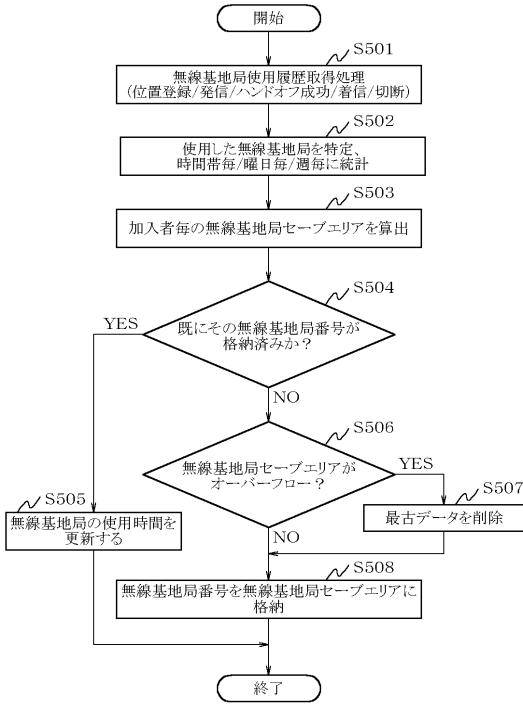 開始
S501
無線基地局使用履歴取得処理
(位置登録/発信/ハンドオフ成功/着信/切断)
S502
使用した無線基地局を特定、
時間帯毎/曜日毎/週毎に統計
S503
加入者毎の無線基地局セーブエリアを算出
S504
既にその無線基地局番号が
格納済みか?
YES
NO
S506
無線基地局セーブエリアが
オーバーフロー?
YES
NO
S505
無線基地局の使用時間を
更新する
S507
最古データを削除
S508
無線基地局番号を無線基地局セーブエリアに
格納
終了